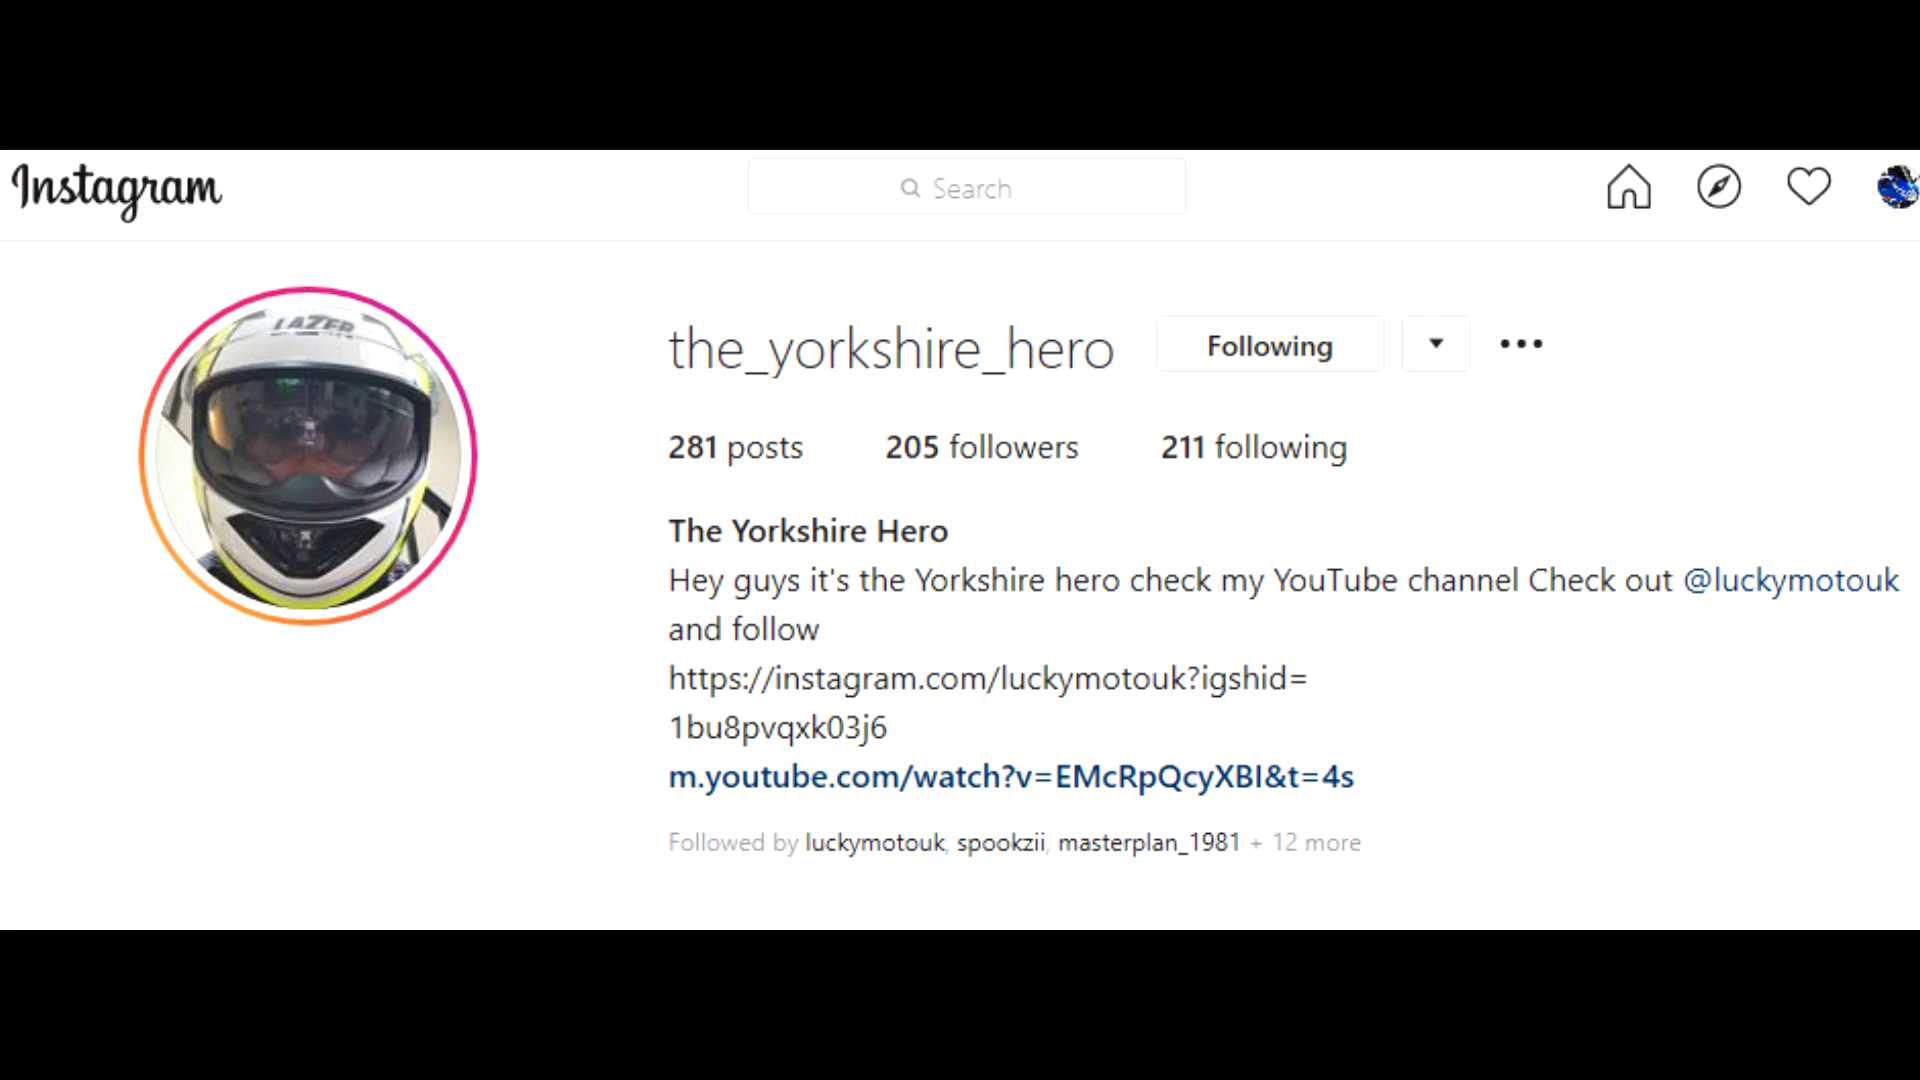 Instagram
Search
LAZER
the_yorkshire_hero Following
281 posts 205 followers 211 following
The Yorkshire Hero
Hey guys it's the Yorkshire hero check my YouTube channel Check out @luckymotouk
and follow
https://instagram.com/luckymotouk?igshid=
1bu8pvqxk03j6
m.youtube.com/watch?v=EMcRpQcyXBI&t=4s
Followed by luckymotouk, spookzii, masterplan_1981 + 12 more